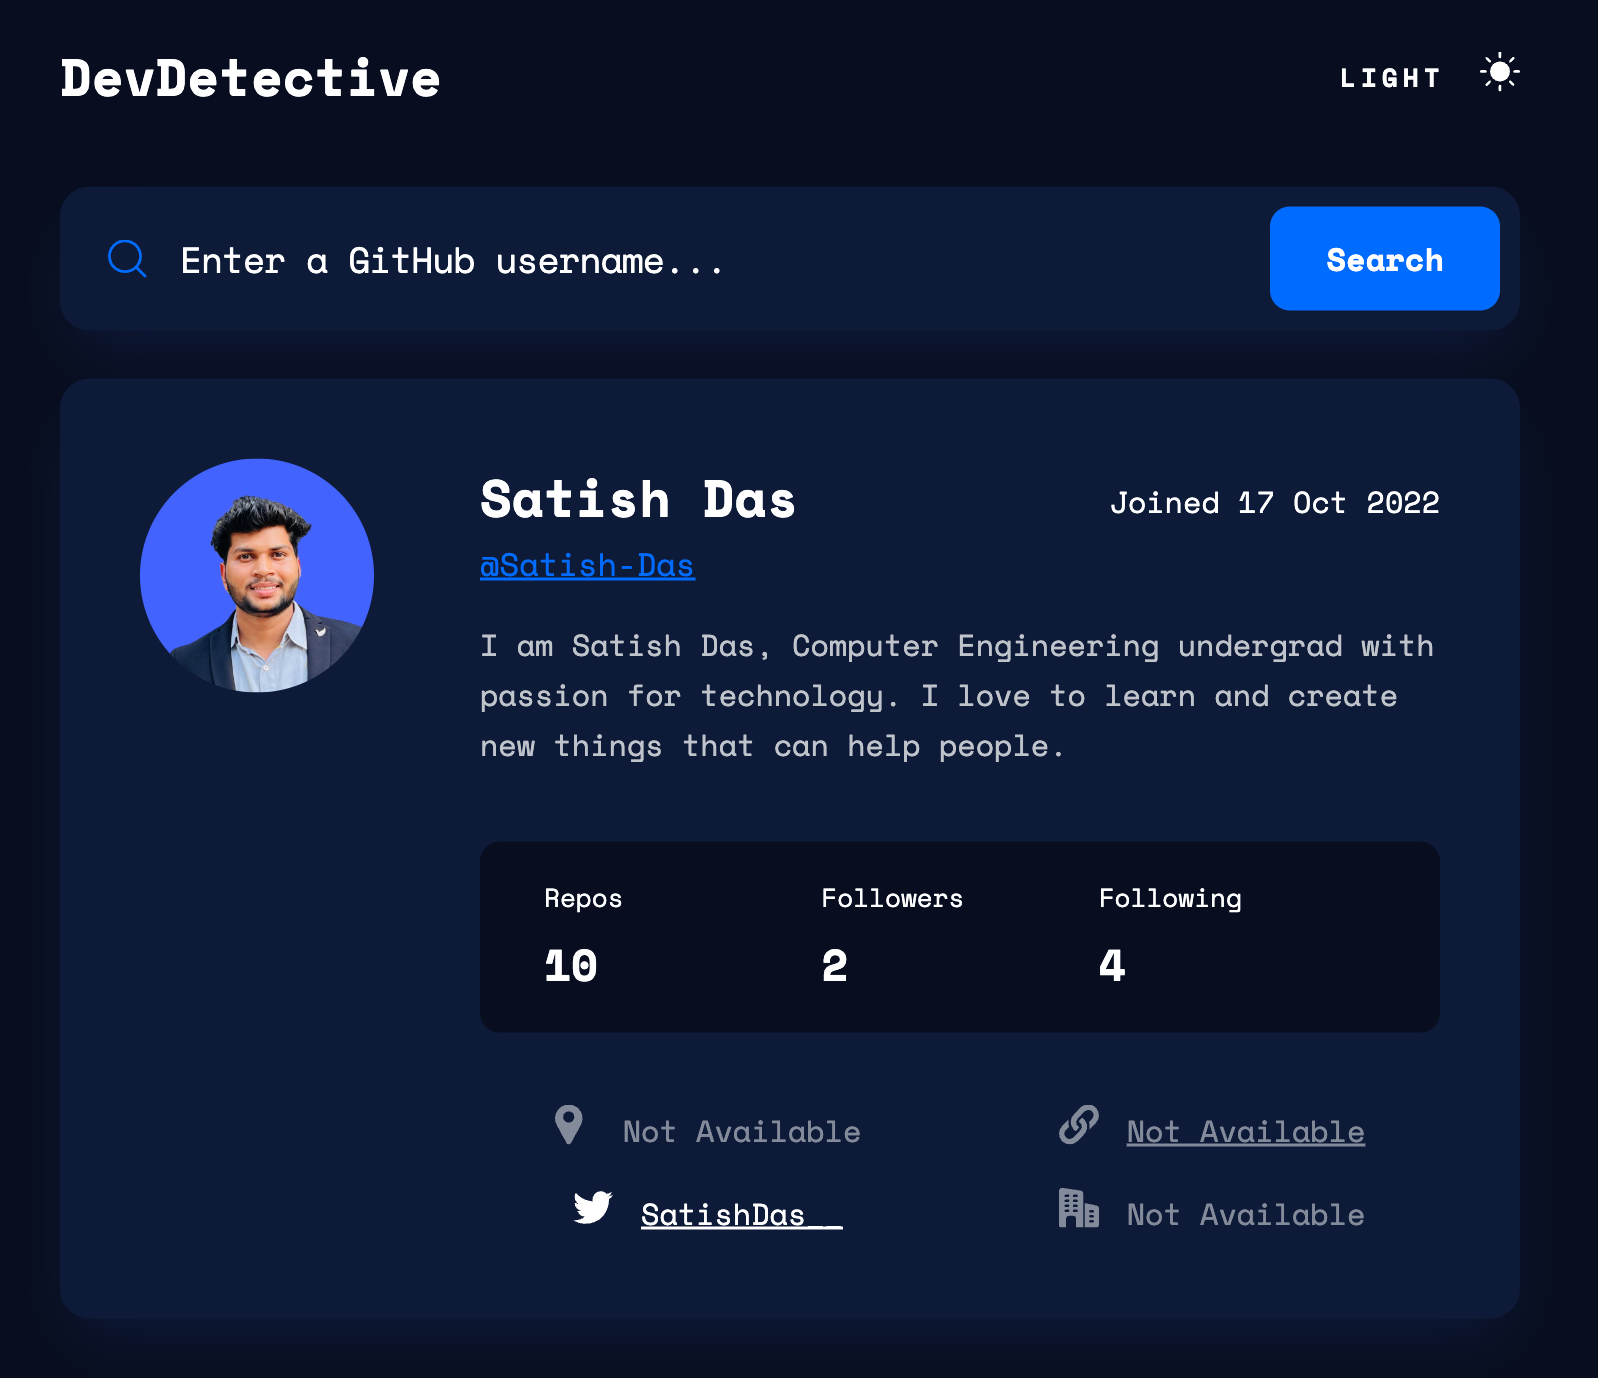 DevDetective
LIGHT
Enter a GitHub username...
Search
Satish Das
Joined 17 Oct 2022
@Satish-Das
I am Satish Das, Computer Engineering undergrad with
passion for technology. I love to learn and create
new things that can help people.
Repos Followers Following
10 2 4
Not Available Not Available
SatishDas__ Not Available